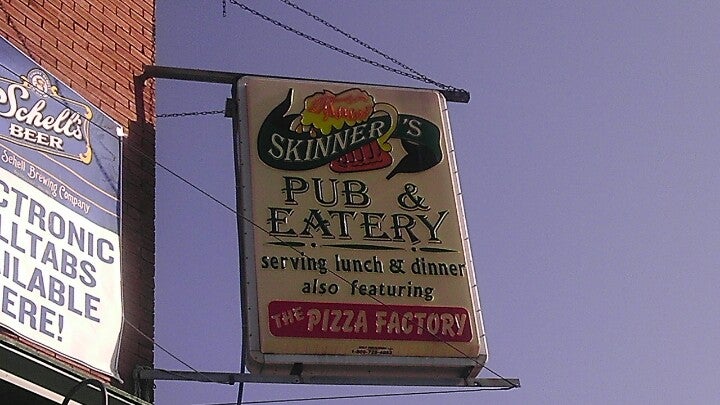 Schell's
BEER
Schell Brewing Company
CTRONIC
LLTABS
AILABLE
ERE!
SKINNER'S
PUB &
EATERY
serving lunch & dinner
also featuring
THE PIZZA FACTORY